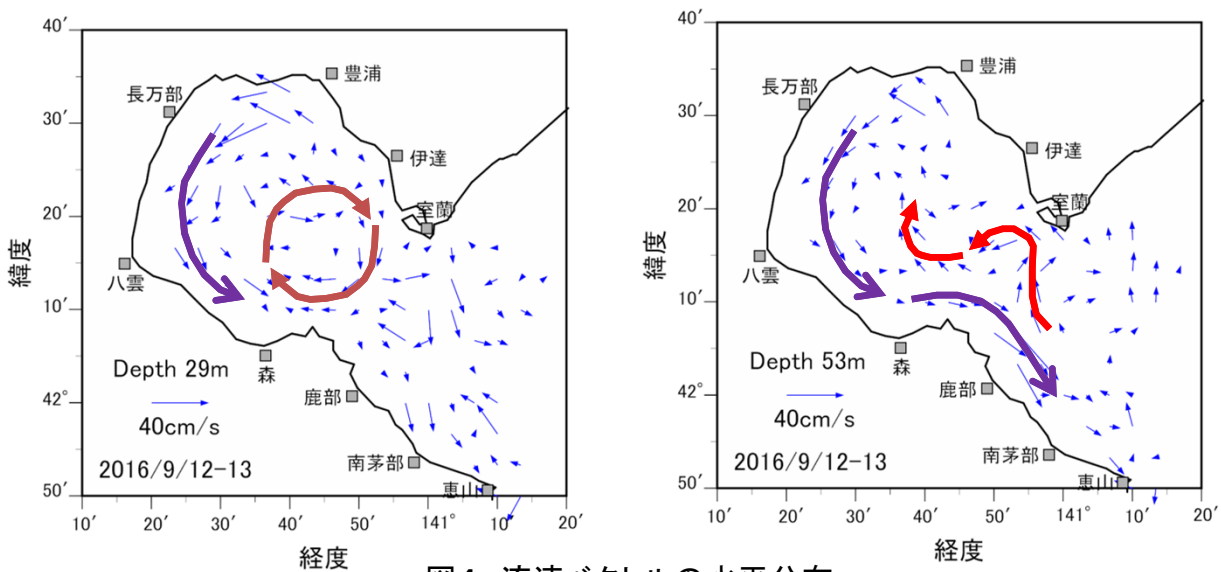 40′
30′
20′
10′
42°
50′
緯度
10′ 20′ 30′ 40′ 50′ 141° 10′ 20′
経度
豊浦
長万部
伊達
室蘭
八雲
森
鹿部
南茅部
恵山
Depth 29m
40cm/s
2016/9/12-13
40′
30′
20′
10′
42°
50′
緯度
10′ 20′ 30′ 40′ 50′ 141° 10′ 20′
経度
豊浦
長万部
伊達
室蘭
八雲
森
鹿部
南茅部
恵山
Depth 53m
40cm/s
2016/9/12-13